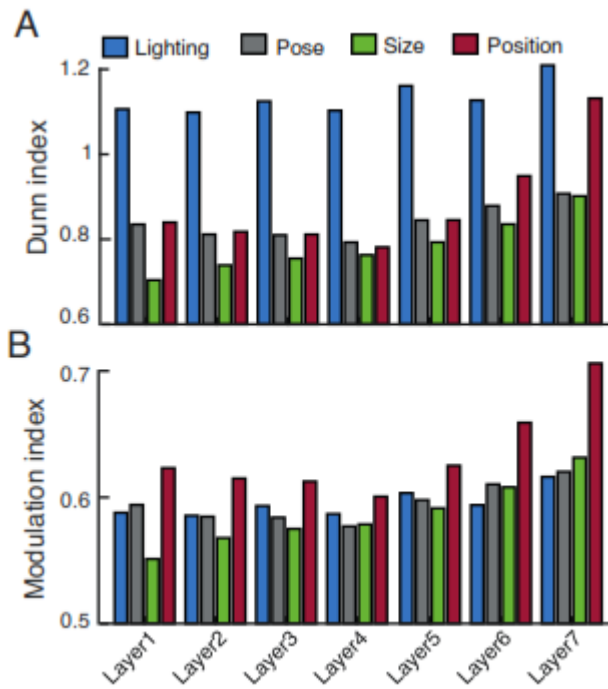 A
Lighting Pose Size Position
Dunn index
1.2
1
0.8
0.6
B
Modulation index
0.7
0.6
0.5
Layer1 Layer2 Layer3 Layer4 Layer5 Layer6 Layer7